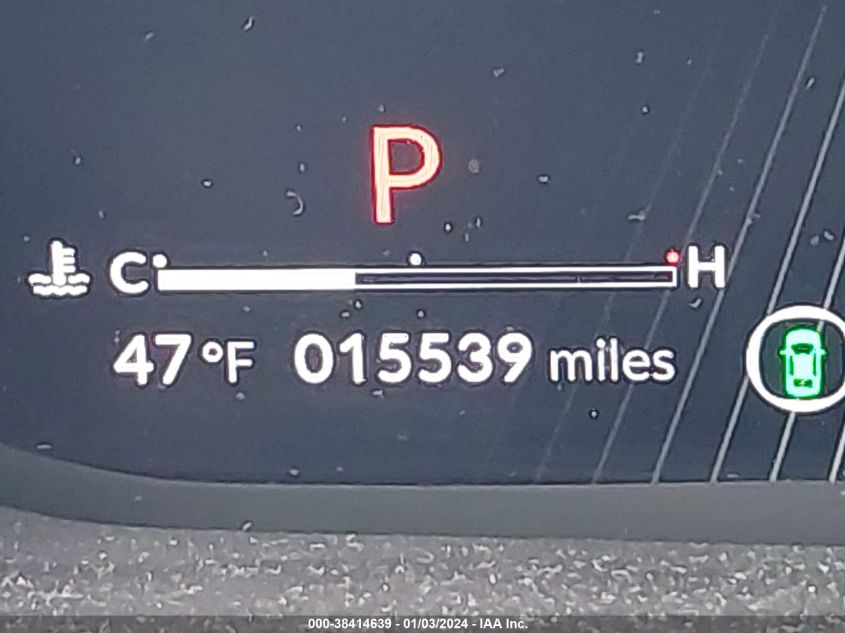 P
C H
47 °F 015539 miles
000-38414639 - 01/03/2024 - IAA Inc.